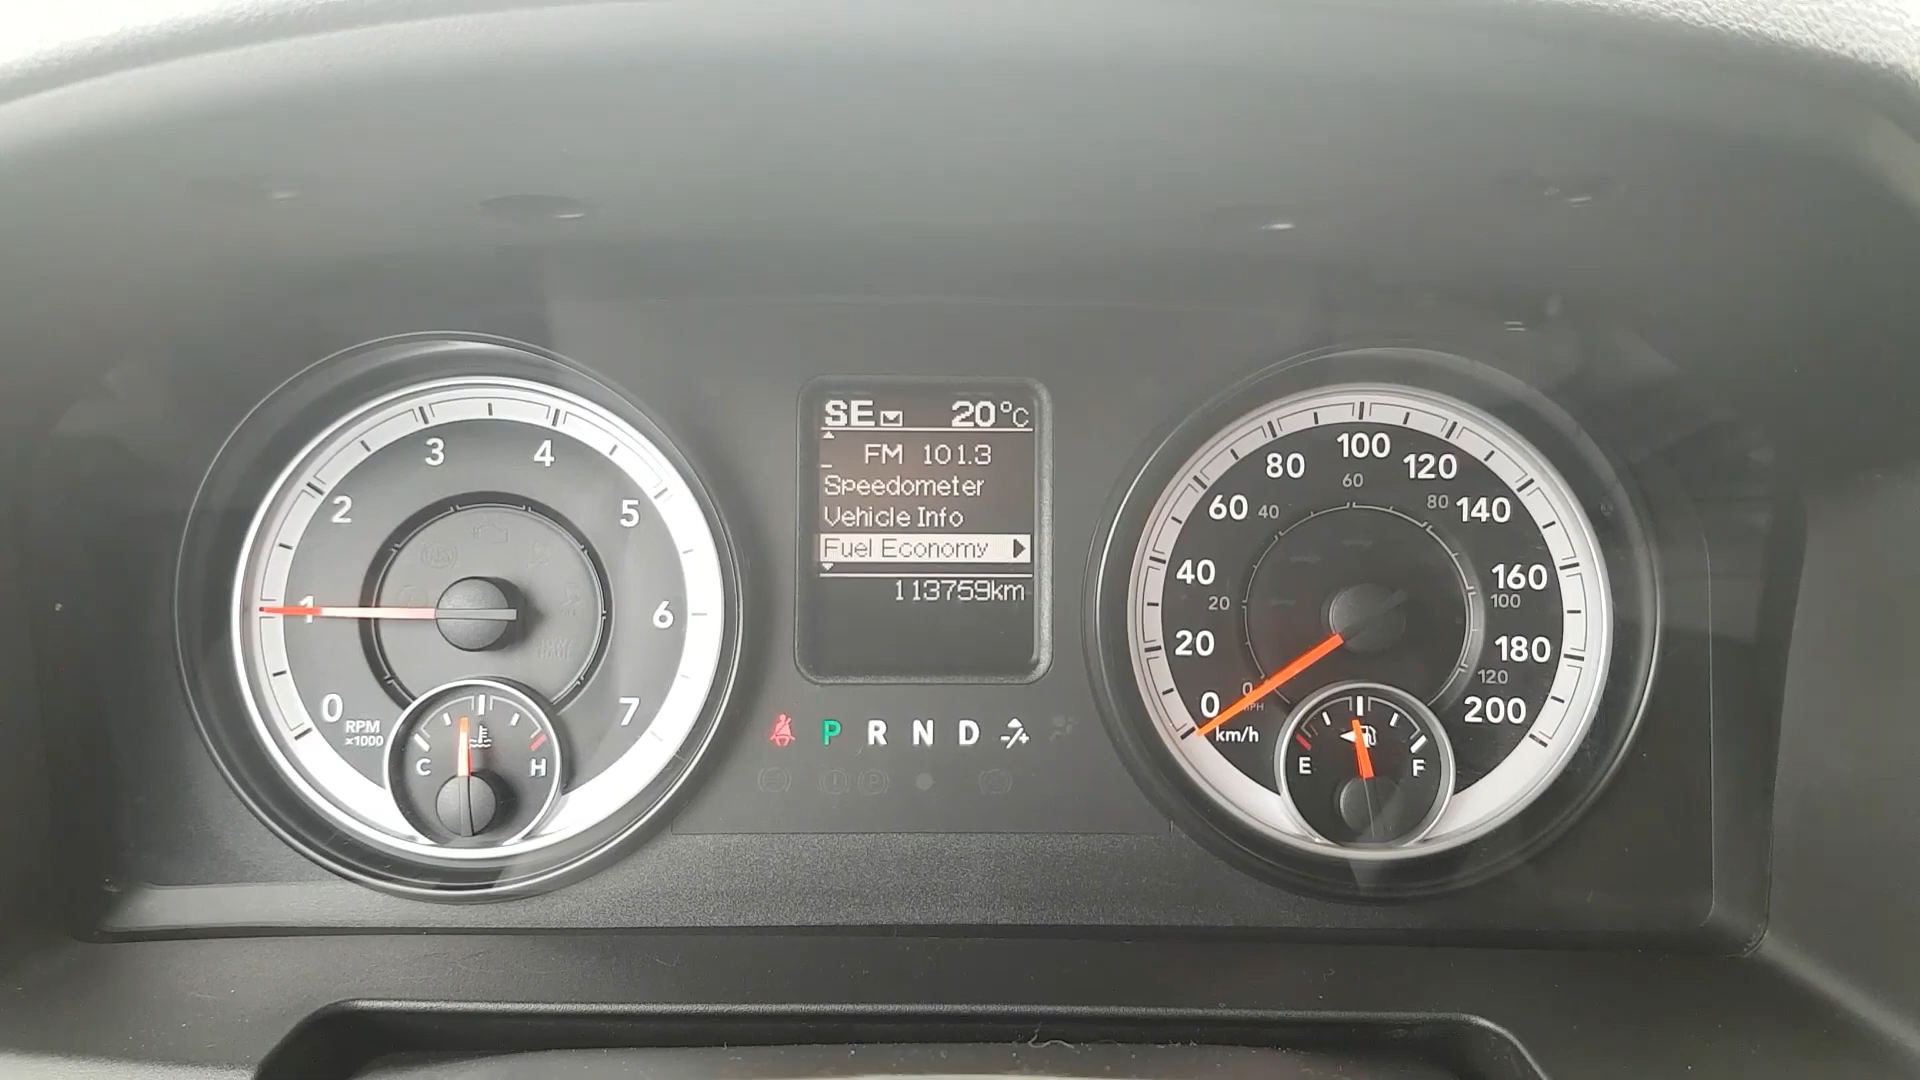 SE 20°C
FM 101.3
Speedometer
Vehicle Info
Fuel Economy
113759km
0 1 2 3 4 5 6 7
RPM
x1000
C H
P R N D -/+
0 20 40 60 80 100 120 140 160 180 200
0 20 40 60 80 100 120
MPH
km/h
E F